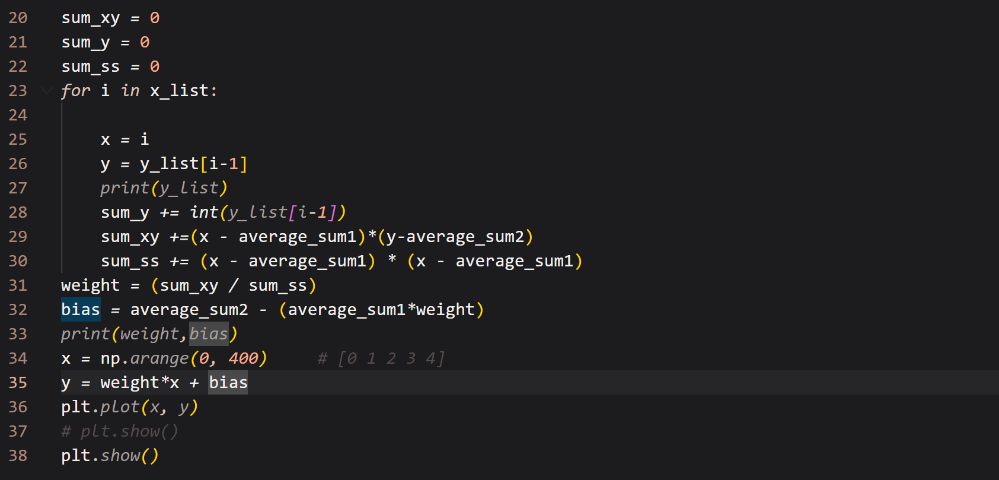 20 sum_xy = 0
21 sum_y = 0
22 sum_ss = 0
23 for i in x_list:
24
25 x = i
26 y = y_list[i-1]
27 print(y_list)
28 sum_y += int(y_list[i-1])
29 sum_xy +=(x - average_sum1)*(y-average_sum2)
30 sum_ss += (x - average_sum1) * (x - average_sum1)
31 weight = (sum_xy / sum_ss)
32 bias = average_sum2 - (average_sum1*weight)
33 print(weight,bias)
34 x = np.arange(0, 400) # [0 1 2 3 4]
35 y = weight*x + bias
36 plt.plot(x, y)
37 # plt.show()
38 plt.show()